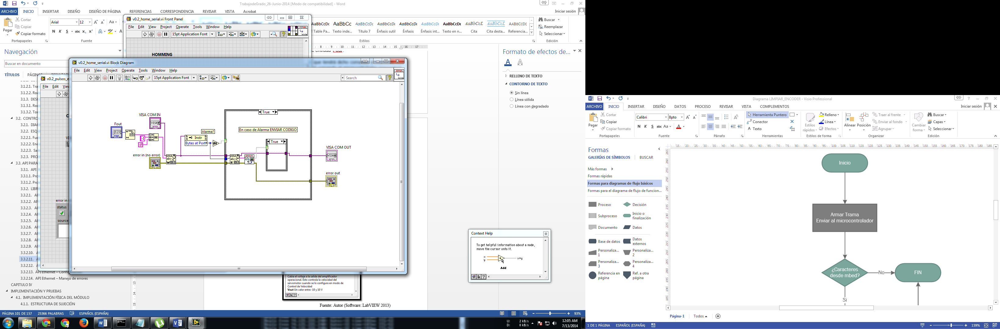 TrabajodeGrado_26-Junio-2014 [Modo de compatibilidad] - Word
ARCHIVO INICIO INSERTAR DISEÑO DISEÑO DE PÁGINA REFERENCIAS CORRESPONDENCIA REVISAR VISTA Acrobat
Iniciar sesión
Pegar
Cortar
Copiar
Copiar formato
Portapapeles
Arial 12
N K S abc x₂ x²
Fuente
1 Table Pa... Texto inde... Título 7 Énfasis sutil Énfasis Énfasis int... Texto en n... Cita Cita desta... Referencia...
Estilos
Buscar
Reemplazar
Seleccionar
Edición
Navegación
Buscar en documento
TÍTULOS
3.1.2.1. Tra
3.1.2.2. Ro
3.1.3. DES
3.1.3.1. Ro
3.1.3.2. To
3.2. CONTRO
3.2.1. DIA
3.2.2. ESQ
3.2.2.1. Fue
3.2.2.2. Enc
3.2.2.3. Sa
3.2.3. PRO
3.3. API PARA
3.3.1. API
3.3.1.1. Pro
3.3.1.2. Pro
3.3.2. LIBR
3.3.2.1. A
3.3.2.2. AP
3.3.2.3. A
3.3.2.4. A
3.3.2.5. A
3.3.2.6. A
3.3.2.7. A
3.3.2.8. A
3.3.2.9. A
3.3.2.10. A
3.3.2.11. A
3.3.2.12. A
3.3.2.13. API Ethernet – Config
3.3.2.14. API Ethernet – Manejo de errores
CAPITULO IV
IMPLEMENTACIÓN Y PRUEBAS
4.1. IMPLEMENTACIÓN FÍSICA DEL MÓDULO
4.1.1. ESTRUCTURA DE SUJECIÓN
v0.2_home_serial.vi Front Panel
File Edit View Project Operate Tools Window Help
15pt Application Font
SERIAL
inicia
HOMMING
v0.2_pulsos_e
File Edit Vie
error in
status
source
v0.2_home_serial.vi Block Diagram
File Edit View Project Operate Tools Window Help
15pt Application Font
Search
SERIAL
inicia
VISA COM IN
Fout
Alarma?
Instr
Bytes at Port
error in (no error)
True
En caso de Alarma ENVIAR CODIGO
True
VISA COM OUT
error out
Cabia el voltaje a la salida del amplificador
operacional. Esto controla la velocidad del
servomotor cuando se lo configura en modo de
Control de Velocidad
Vout Un valor entre -10 y 10 V
Fuente: Autor (Software: LabVIEW 2013)
Formato de efectos de...
RELLENO DE TEXTO
CONTORNO DE TEXTO
Sin línea
Línea sólida
Línea con degradado
Context Help
To get helpful information about a node,
move the cursor onto it.
x
y
x+y
Add
PÁGINA 101 DE 157 25366 PALABRAS ESPAÑOL (ESPAÑA) 93%
U: 2 kB/s
D: 0 kB/s
12:05 AM
7/13/2014
Diagrama LIMPIAR_ENCODER - Visio Professional
ARCHIVO INICIO INSERTAR DISEÑO DATOS PROCESO REVISAR VISTA COMPLEMENTOS
Iniciar sesión
Pegar
Cortar
Copiar
Copiar formato
Portapapeles
Calibri 8pto
N K S abc Aa A
Fuente
Párrafo
Herramienta Puntero
Conector
Texto
Herramientas
Estilos rápidos
Relleno
Línea
Efectos
Estilos de forma
Alinear Posición
Traer al frente
Enviar al fondo
Agrupar
Organizar
Cambiar forma
Buscar
Capas
Seleccionar
Edición
Formas
GALERÍAS DE SÍMBOLOS BUSCAR
Más formas
Formas rápidas
Formas para diagramas de flujo básicos
Formas para el diagrama de flujo de funcion...
Proceso Decisión
Subproceso Inicio o finalización
Documento Datos
Base de datos Datos externos
Personaliza... 1 Personaliza... 2
Personaliza... 3 Personaliza... 4
Referencia en página Ref. a otra página
Inicio
Armar Trama
Enviar al microcontrolador
¿Caracteres
desde mbed?
No
FIN
Si
Página-1 Todos
1 DE 1 PÁGINA ESPAÑOL (ESPAÑA) 159%